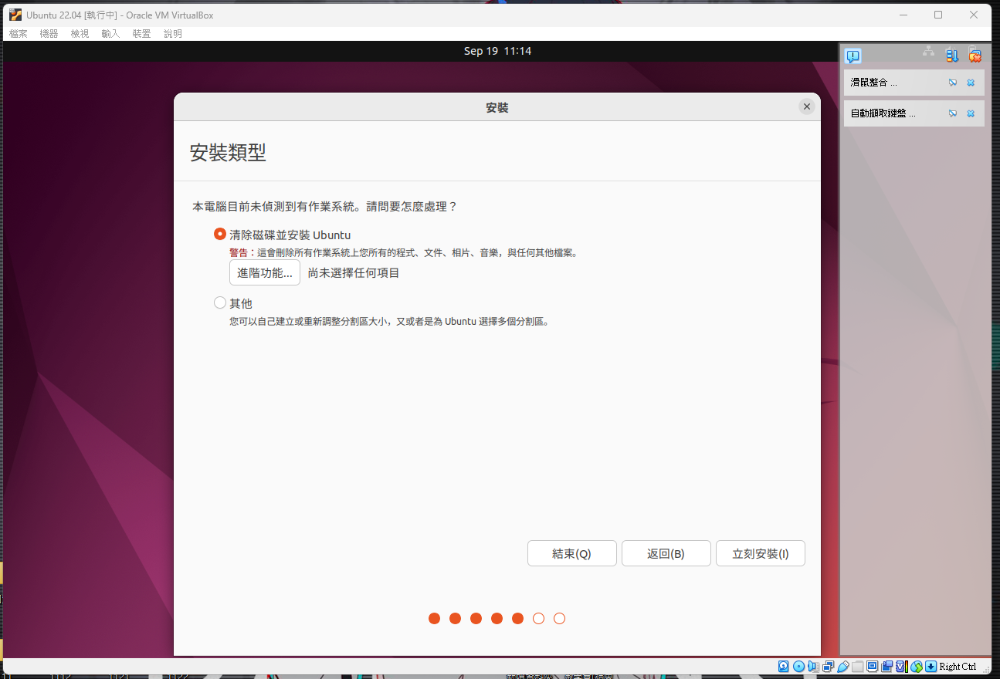 Ubuntu 22.04 [執行中] - Oracle VM VirtualBox
檔案 機器 檢視 輸入 裝置 說明
Sep 19 11:14
滑鼠整合 ...
自動擷取鍵盤 ...
安裝
安裝類型
本電腦目前未偵測到有作業系統。請問要怎麼處理？
清除磁碟並安裝 Ubuntu
警告：這會刪除所有作業系統上您所有的程式、文件、相片、音樂，與任何其他檔案。
進階功能... 尚未選擇任何項目
其他
您可以自己建立或重新調整分割區大小，又或者是為 Ubuntu 選擇多個分割區。
結束(Q) 返回(B) 立刻安裝(I)
Right Ctrl